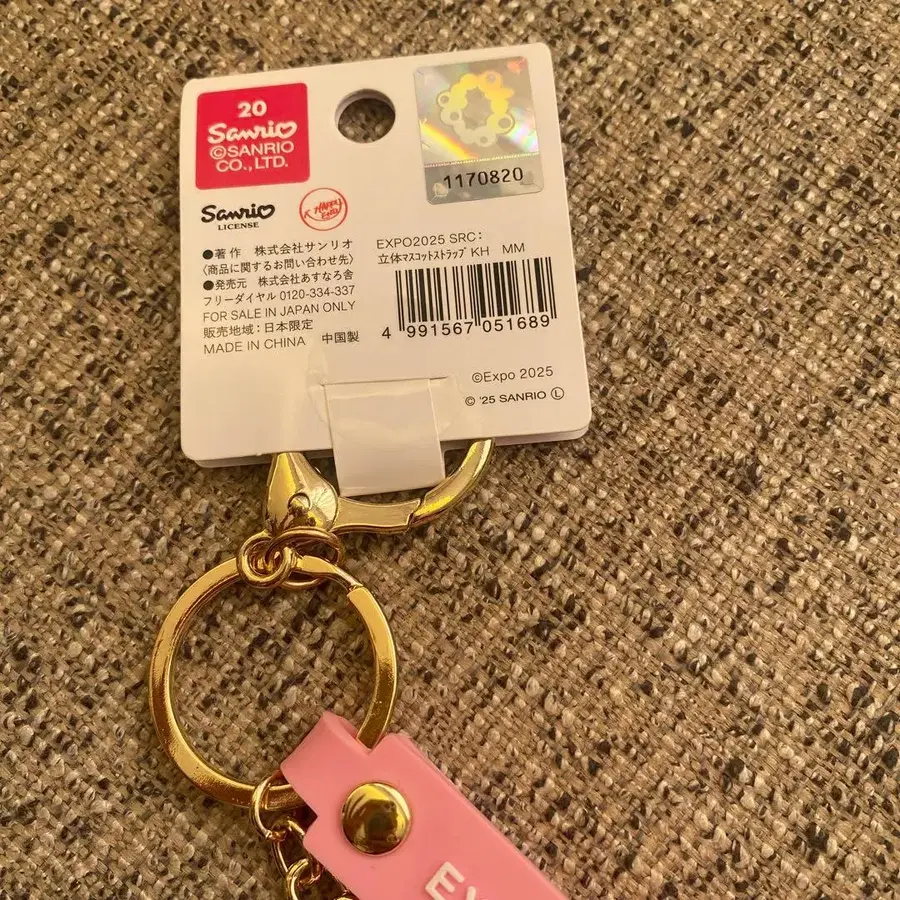 20
Sanrio
©SANRIO
CO.,LTD.
Sanrio
LICENSE
HAPPY
●著作 株式会社サンリオ
〈商品に関するお問い合わせ先〉
●発売元 株式会社あすなろ舎
フリーダイヤル 0120-334-337
FOR SALE IN JAPAN ONLY
販売地域：日本限定
MADE IN CHINA 中国製
1170820
EXPO2025 SRC：
立体マスコットストラップ KH MM
4 991567 051689
©Expo 2025
© '25 SANRIO Ⓛ